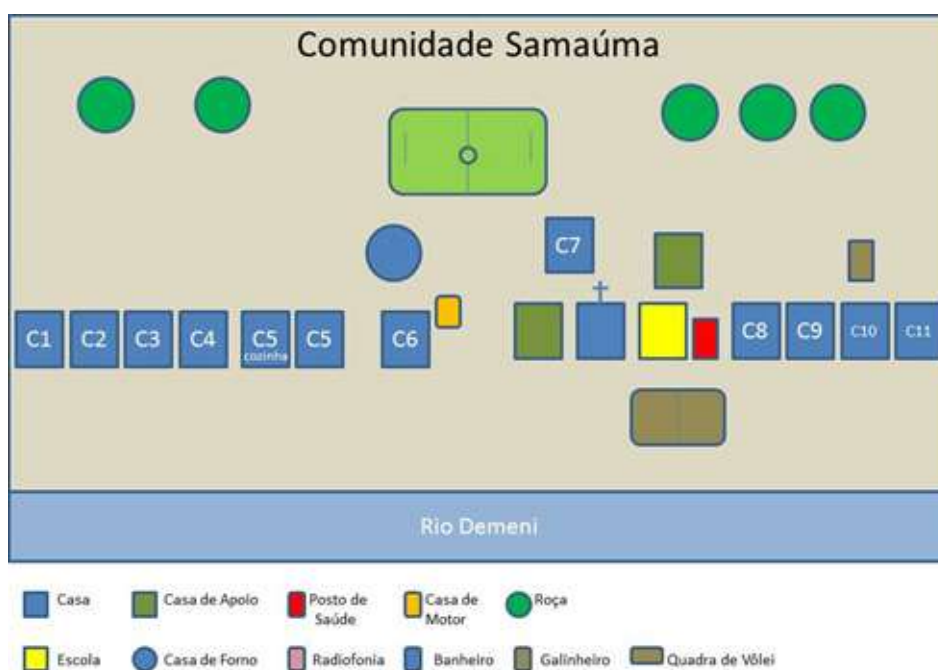 Comunidade Samaúma
C7
C1 C2 C3 C4 C5 C5 C6 C8 C9 C10 C11
cozinha
Rio Demeni
Casa Casa de Apoio Posto de Saúde Casa de Motor Roça
Escola Casa de Forno Radiofonia Banheiro Galinheiro Quadra de Vôlei